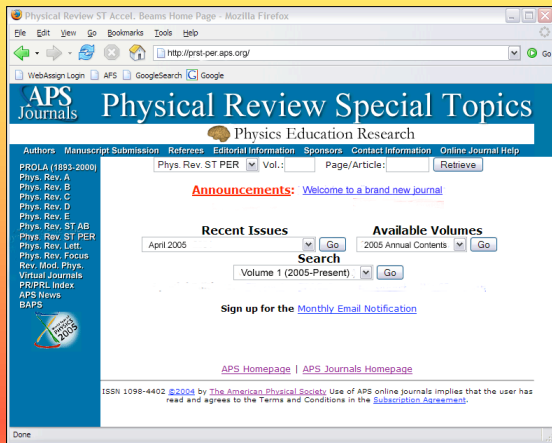 Physical Review ST Accel. Beams Home Page - Mozilla Firefox
File Edit View Go Bookmarks Tools Help
http://prst-per.aps.org/ Go
WebAssign Login AFS GoogleSearch Google
APS Journals
Physical Review Special Topics
Physics Education Research
Authors Manuscript Submission Referees Editorial Information Sponsors Contact Information Online Journal Help
PROLA (1893-2000)
Phys. Rev. A
Phys. Rev. B
Phys. Rev. C
Phys. Rev. D
Phys. Rev. E
Phys. Rev. ST AB
Phys. Rev. ST PER
Phys. Rev. Lett.
Phys. Rev. Focus
Rev. Mod. Phys.
Virtual Journals
PR/PRL Index
APS News
BAPS
PHYSICS 2005
Phys. Rev. ST PER Vol.: Page/Article: Retrieve
Announcements: Welcome to a brand new journal
Recent Issues Available Volumes
April 2005 Go 2005 Annual Contents Go
Search
Volume 1 (2005-Present) Go
Sign up for the Monthly Email Notification
APS Homepage | APS Journals Homepage
ISSN 1098-4402 ©2004 by The American Physical Society Use of APS online journals implies that the user has
read and agrees to the Terms and Conditions in the Subscription Agreement.
Done